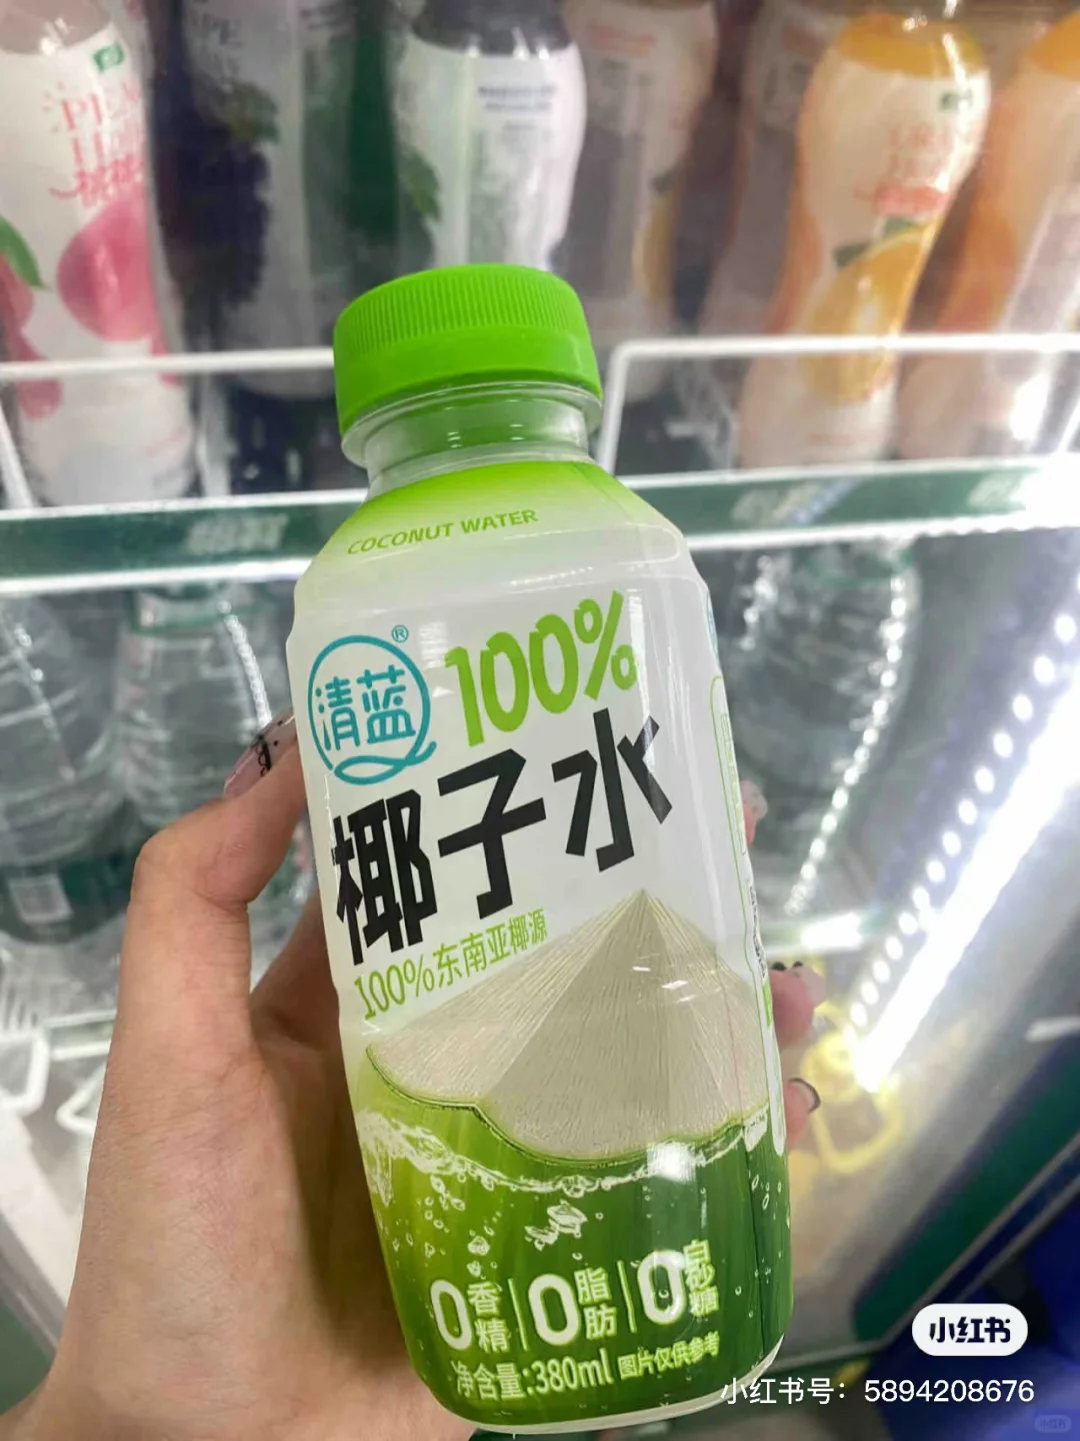 COCONUT WATER
清蓝®
100%
椰子水
100%东南亚椰源
0香精|0脂肪|0白砂糖
净含量:380ml 图片仅供参考
小红书
小红书号：5894208676